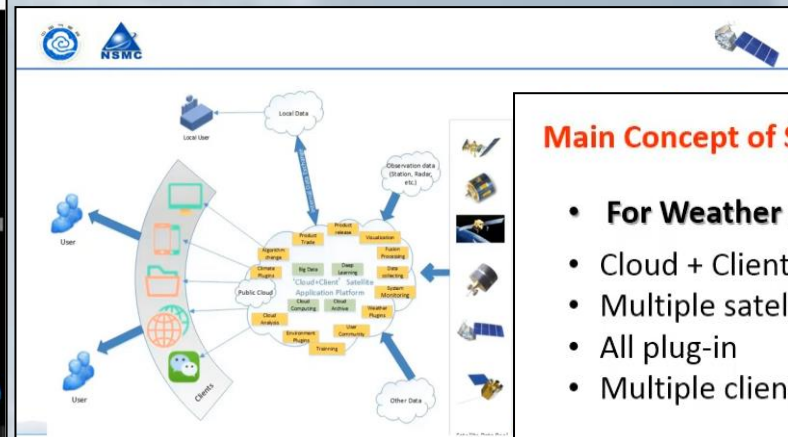 NSMC
Local User
Local Data
Observation data
(Station, Radar,
etc.)
User
Product
Trade
Product
release
Visualization
Algorithm
change
Fusion
Processing
Climate
Plugins
Big Data
Deep
Learning
Data
collecting
"Cloud+Client" Satellite
Application Platform
System
Monitoring
Public Cloud
Cloud
Computing
Cloud
Archive
Weather
Plugins
Cloud
Analysis
User
Community
Environment
Plugins
Trainning
User
Clients
Other Data
Main Concept of S
• For Weather
• Cloud + Client
• Multiple satel
• All plug-in
• Multiple clien